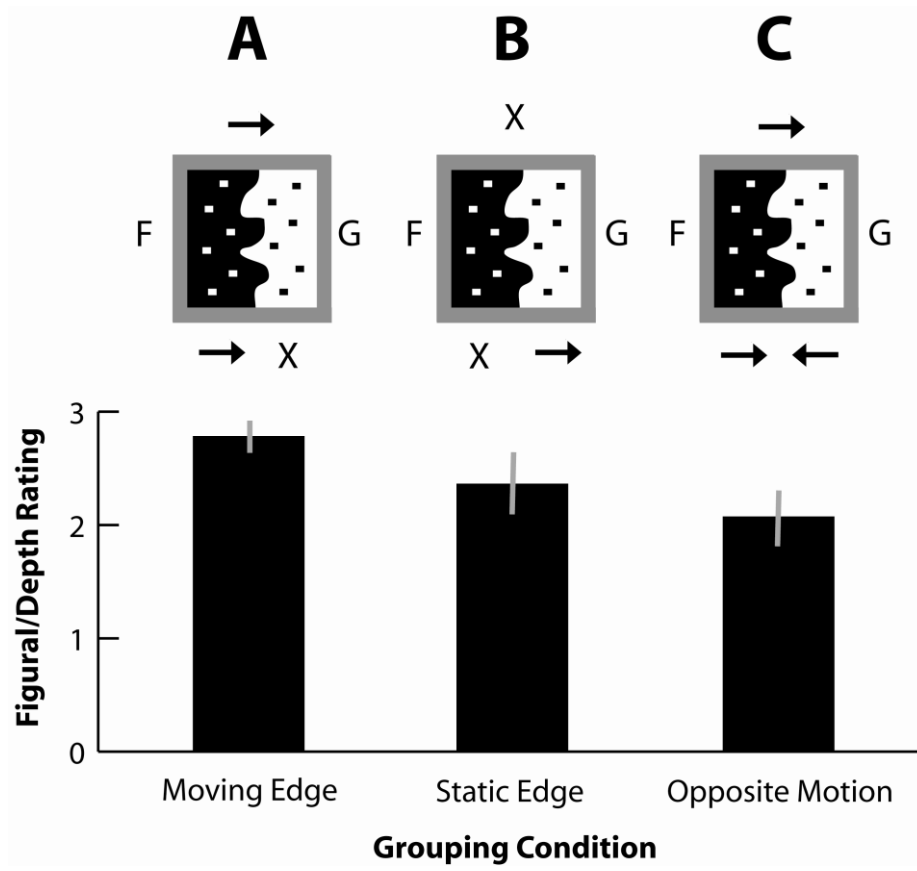 A B C
X
F G F G F G
X X
3
2
1
0
Figural/Depth Rating
Moving Edge Static Edge Opposite Motion
Grouping Condition